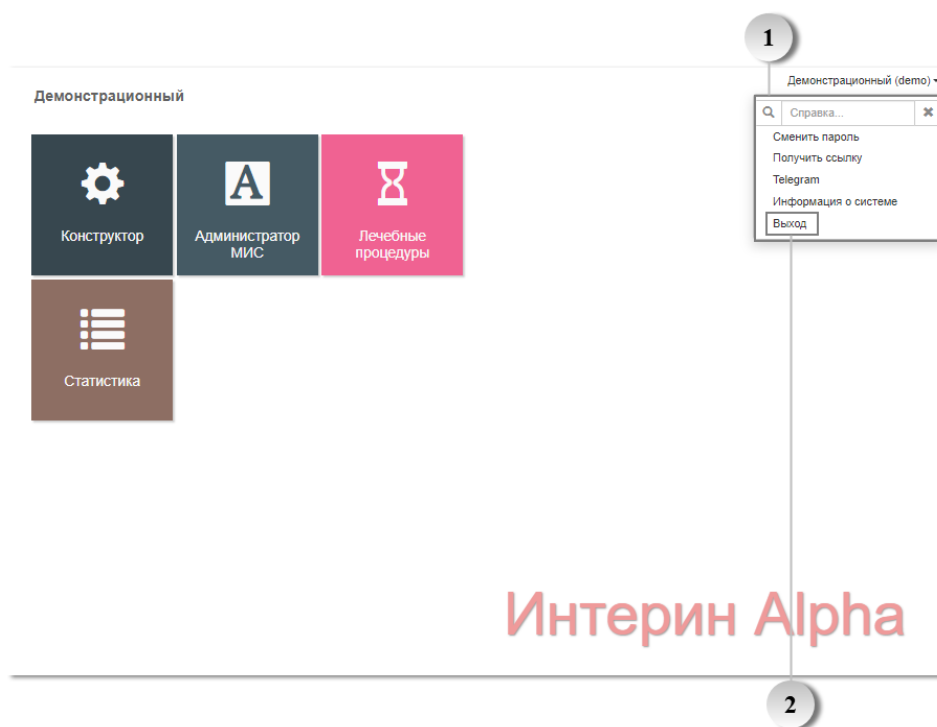 1
Демонстрационный (demo)
Демонстрационный
Справка...
Сменить пароль
Получить ссылку
Telegram
Информация о системе
Выход
Конструктор
A
Администратор
МИС
Лечебные
процедуры
Статистика
Интерин Alpha
2